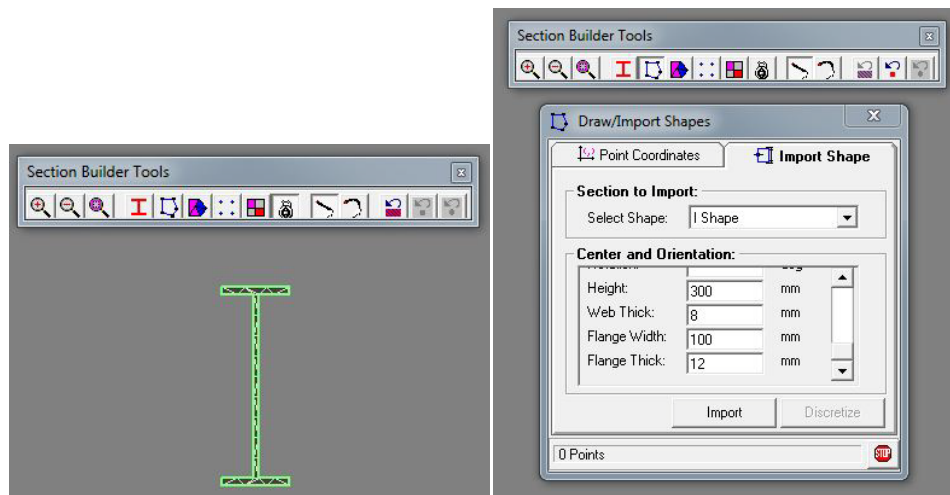 Section Builder Tools
Section Builder Tools
Draw/Import Shapes
Point Coordinates
Import Shape
Section to Import:
Select Shape: I Shape
Center and Orientation:
Height: 300 mm
Web Thick: 8 mm
Flange Width: 100 mm
Flange Thick: 12 mm
Import Discretize
0 Points
STOP